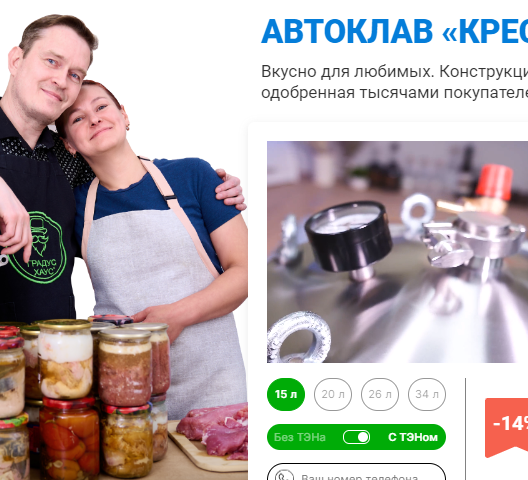 АВТОКЛАВ «КРЕС
Вкусно для любимых. Конструкци
одобренная тысячами покупателе
ГРАДУС
ХАУС
15 л 20 л 26 л 34 л
-14%
Без ТЭНа С ТЭНом
Ваш номер телефона